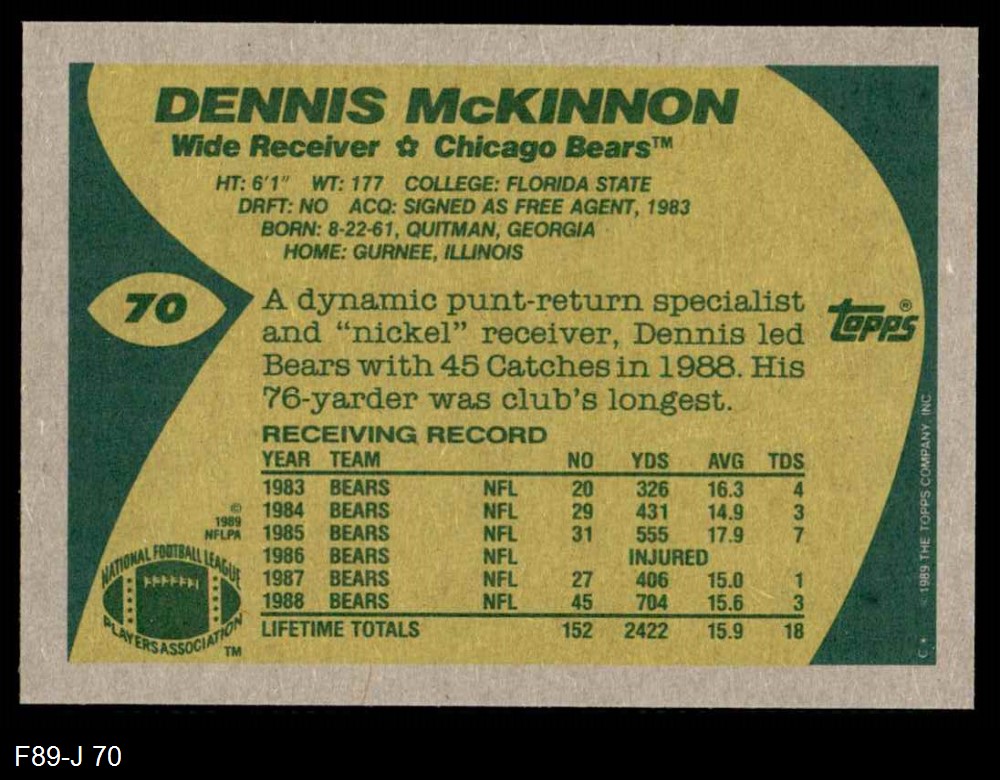 DENNIS McKINNON
Wide Receiver ✿ Chicago Bears™
HT: 6'1" WT: 177 COLLEGE: FLORIDA STATE
DRFT: NO ACQ: SIGNED AS FREE AGENT, 1983
BORN: 8-22-61, QUITMAN, GEORGIA
HOME: GURNEE, ILLINOIS
70
A dynamic punt-return specialist
and “nickel” receiver, Dennis led
Bears with 45 Catches in 1988. His
76-yarder was club's longest.
topps®
RECEIVING RECORD
YEAR TEAM NO YDS AVG TDS
1983 BEARS NFL 20 326 16.3 4
1984 BEARS NFL 29 431 14.9 3
1985 BEARS NFL 31 555 17.9 7
1986 BEARS NFL INJURED
1987 BEARS NFL 27 406 15.0 1
1988 BEARS NFL 45 704 15.6 3
LIFETIME TOTALS 152 2422 15.9 18
©
1989
NFLPA
NATIONAL FOOTBALL LEAGUE
PLAYERS ASSOCIATION
TM
C * 1989 THE TOPPS COMPANY, INC.
F89-J 70